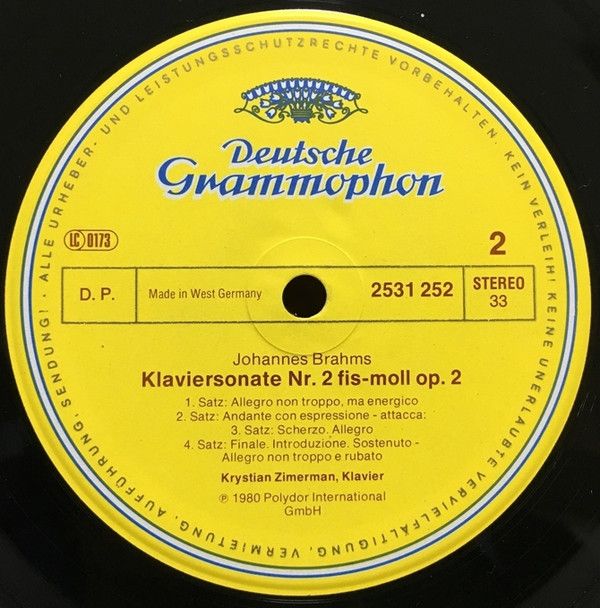 ALLE URHEBER- UND LEISTUNGSSCHUTZRECHTE VORBEHALTEN. KEIN VERLEIH! KEINE UNERLAUBTE VERVIELFÄLTIGUNG, VERMIETUNG, AUFFÜHRUNG, SENDUNG! ·
Deutsche
Grammophon
LC 0173
2
D. P.
Made in West Germany
2531 252
STEREO
33
Johannes Brahms
Klaviersonate Nr. 2 fis-moll op. 2
1. Satz: Allegro non troppo, ma energico
2. Satz: Andante con espressione - attacca:
3. Satz: Scherzo. Allegro
4. Satz: Finale. Introduzione. Sostenuto -
Allegro non troppo e rubato
Krystian Zimerman, Klavier
℗ 1980 Polydor International
GmbH